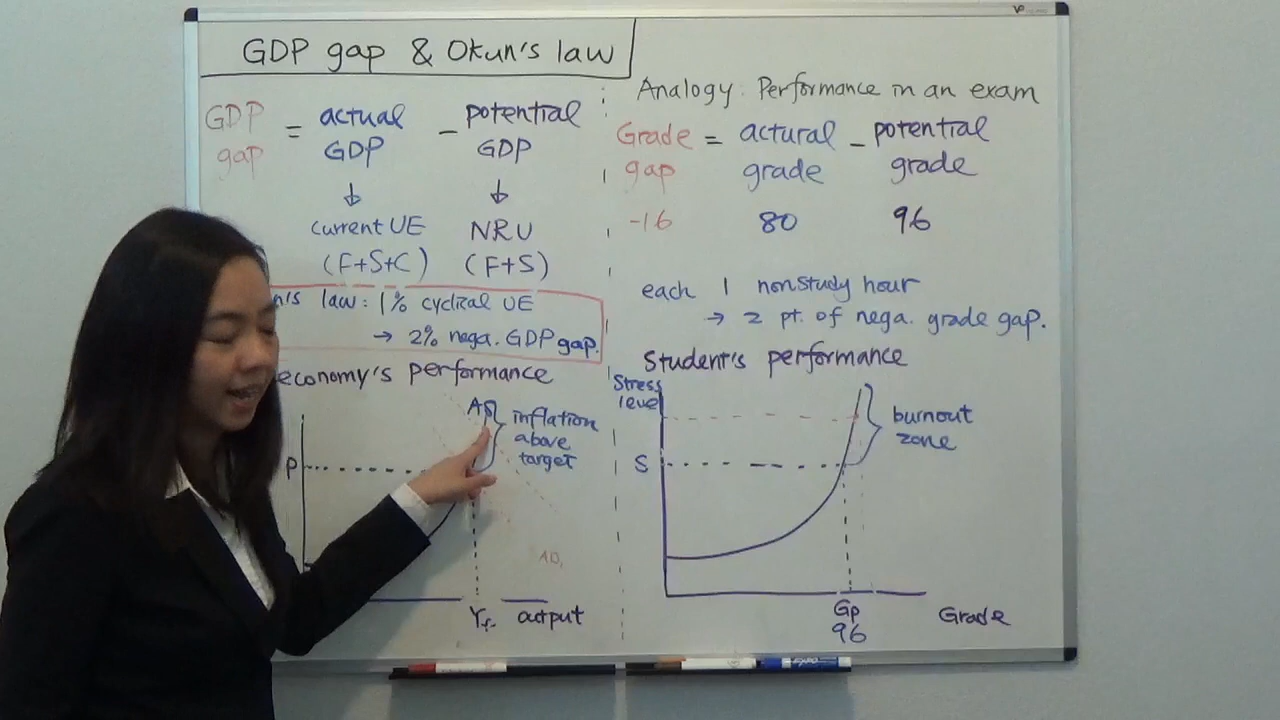 GDP gap & Okun's law
GDP gap = actual GDP - potential GDP
↓ ↓
current UE NRU
(F+S+C) (F+S)
n's law: 1% cyclical UE
→ 2% nega. GDP gap.
economy's performance
AS
inflation
above
target
P
AD1
Yf output
Analogy: Performance in an exam
Grade gap = actural grade - potential grade
-16 80 96
each 1 nonstudy hour
→ 2 pt. of nega. grade gap.
Student's performance
Stress
level
burnout
zone
S
Gp
96
Grade
EXPO